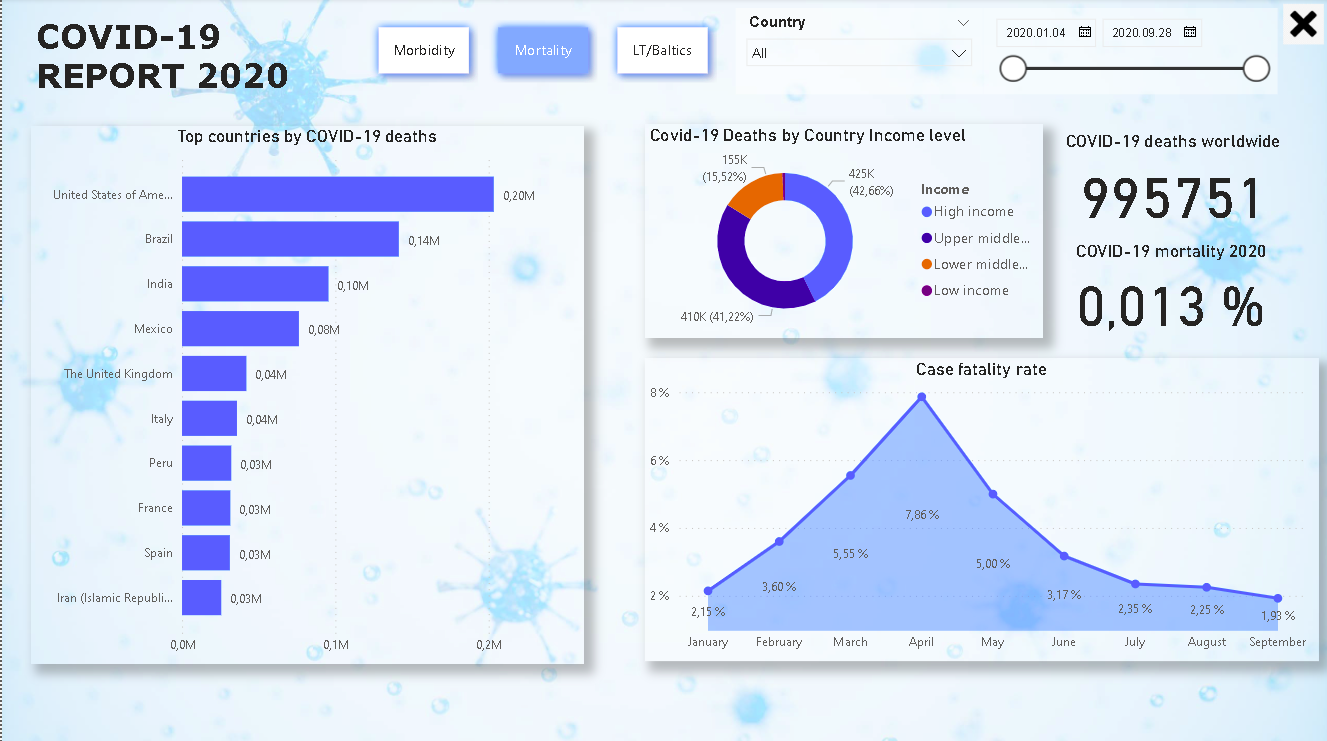 COVID-19
REPORT 2020
Morbidity
Mortality
LT/Baltics
Country
All
2020.01.04
2020.09.28
Top countries by COVID-19 deaths
United States of Ame...
0,20M
Brazil
0,14M
India
0,10M
Mexico
0,08M
The United Kingdom
0,04M
Italy
0,04M
Peru
0,03M
France
0,03M
Spain
0,03M
Iran (Islamic Republi...
0,03M
0,0M
0,1M
0,2M
Covid-19 Deaths by Country Income level
155K
(15,52%)
425K
(42,66%)
410K (41,22%)
Income
High income
Upper middle...
Lower middle...
Low income
COVID-19 deaths worldwide
995751
COVID-19 mortality 2020
0,013 %
Case fatality rate
8 %
6 %
4 %
2 %
2,15 %
3,60 %
5,55 %
7,86 %
5,00 %
3,17 %
2,35 %
2,25 %
1,93 %
January
February
March
April
May
June
July
August
September